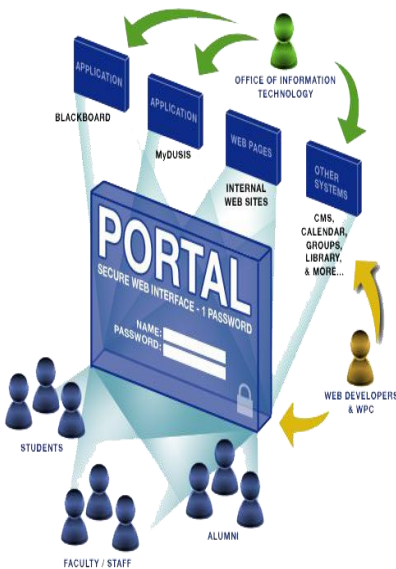 OFFICE OF INFORMATION
TECHNOLOGY
APPLICATION
BLACKBOARD
APPLICATION
MyDUSIS
WEB PAGES
INTERNAL
WEB SITES
OTHER
SYSTEMS
CMS,
CALENDAR,
GROUPS,
LIBRARY,
& MORE...
PORTAL
SECURE WEB INTERFACE - 1 PASSWORD
NAME:
PASSWORD:
WEB DEVELOPERS
& WPC
STUDENTS
ALUMNI
FACULTY / STAFF